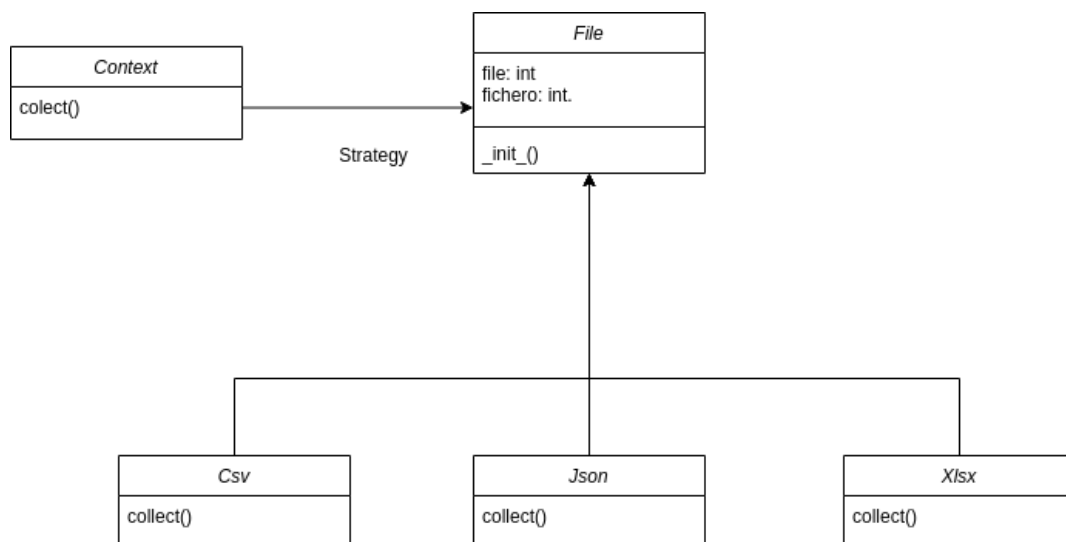 File
Context
file: int
fichero: int.
colect()
Strategy
_init_()
Csv
Json
Xlsx
collect()
collect()
collect()